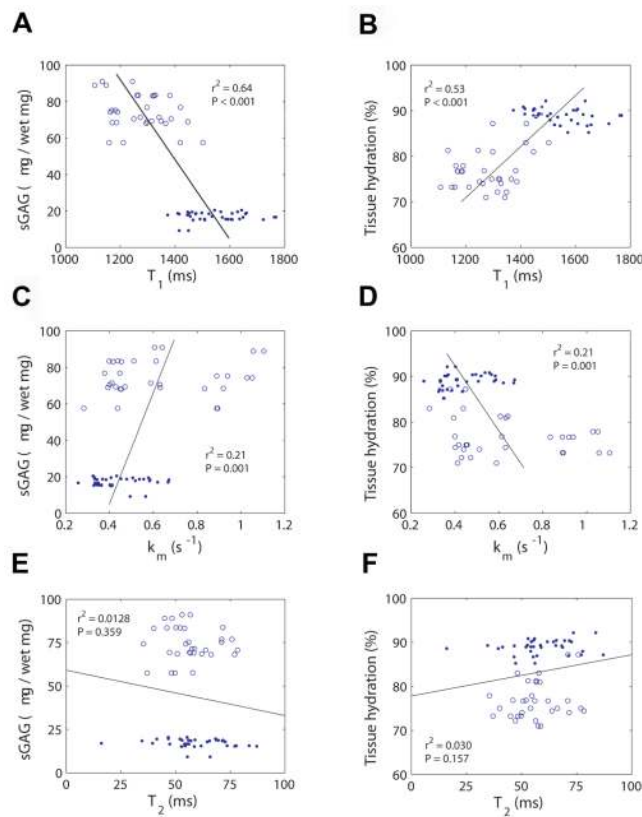 A
B
r² = 0.64
P < 0.001
sGAG ( mg / wet mg)
100
80
60
40
20
0
1000 1200 1400 1600 1800
T₁ (ms)
r² = 0.53
P < 0.001
Tissue hydration (%)
100
90
80
70
60
1000 1200 1400 1600 1800
T₁ (ms)
C
D
sGAG ( mg / wet mg)
100
80
60
40
20
0
r² = 0.21
P = 0.001
0.2 0.4 0.6 0.8 1 1.2
kₘ (s⁻¹)
Tissue hydration (%)
100
90
80
70
60
r² = 0.21
P = 0.001
0.2 0.4 0.6 0.8 1 1.2
kₘ (s⁻¹)
E
F
sGAG ( mg / wet mg)
100
75
50
25
0
r² = 0.0128
P = 0.359
0 25 50 75 100
T₂ (ms)
Tissue hydration (%)
100
90
80
70
60
r² = 0.030
P = 0.157
0 25 50 75 100
T₂ (ms)